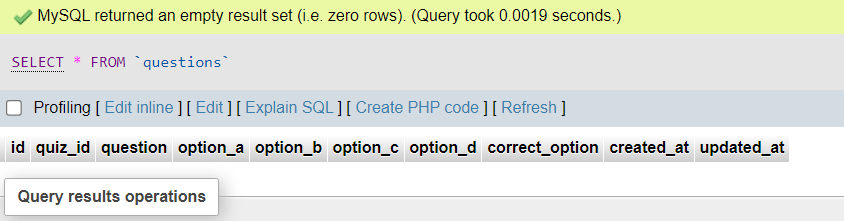 MySQL returned an empty result set (i.e. zero rows). (Query took 0.0019 seconds.)
SELECT * FROM `questions`
Profiling [ Edit inline ] [ Edit ] [ Explain SQL ] [ Create PHP code ] [ Refresh ]
id quiz_id question option_a option_b option_c option_d correct_option created_at updated_at
Query results operations